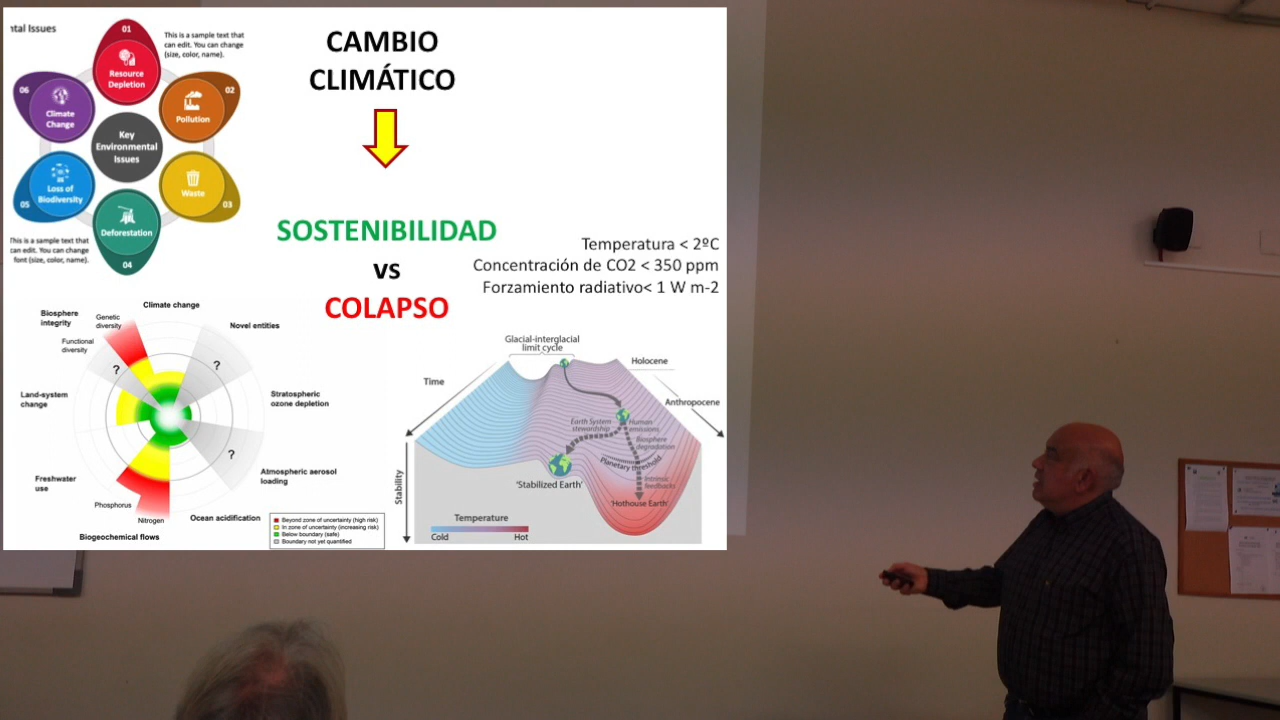 ntal Issues
This is a sample text that
can edit. You can change
(size, color, name).
01
Resource
Depletion
02
Pollution
Waste
03
Deforestation
04
Loss of
Biodiversity
05
06
Climate
Change
Key
Environmental
Issues
This is a sample text that
can edit. You can change
font (size, color, name).
CAMBIO
CLIMÁTICO
SOSTENIBILIDAD
vs
COLAPSO
Temperatura < 2ºC
Concentración de CO2 < 350 ppm
Forzamiento radiativo< 1 W m-2
Climate change
Biosphere
integrity
Genetic
diversity
Functional
diversity
?
Novel entities
?
Land-system
change
Stratospheric
ozone depletion
?
Freshwater
use
Atmospheric aerosol
loading
Phosphorus
Nitrogen
Ocean acidification
Biogeochemical flows
Beyond zone of uncertainty (high risk)
In zone of uncertainty (increasing risk)
Below boundary (safe)
Boundary not yet quantified
Glacial-interglacial
limit cycle
Holocene
Time
Anthropocene
Earth System
stewardship
Human
emissions
Biosphere
degradation
Planetary threshold
Intrinsic
feedbacks
'Stabilized Earth'
'Hothouse Earth'
Stability
Temperature
Cold
Hot